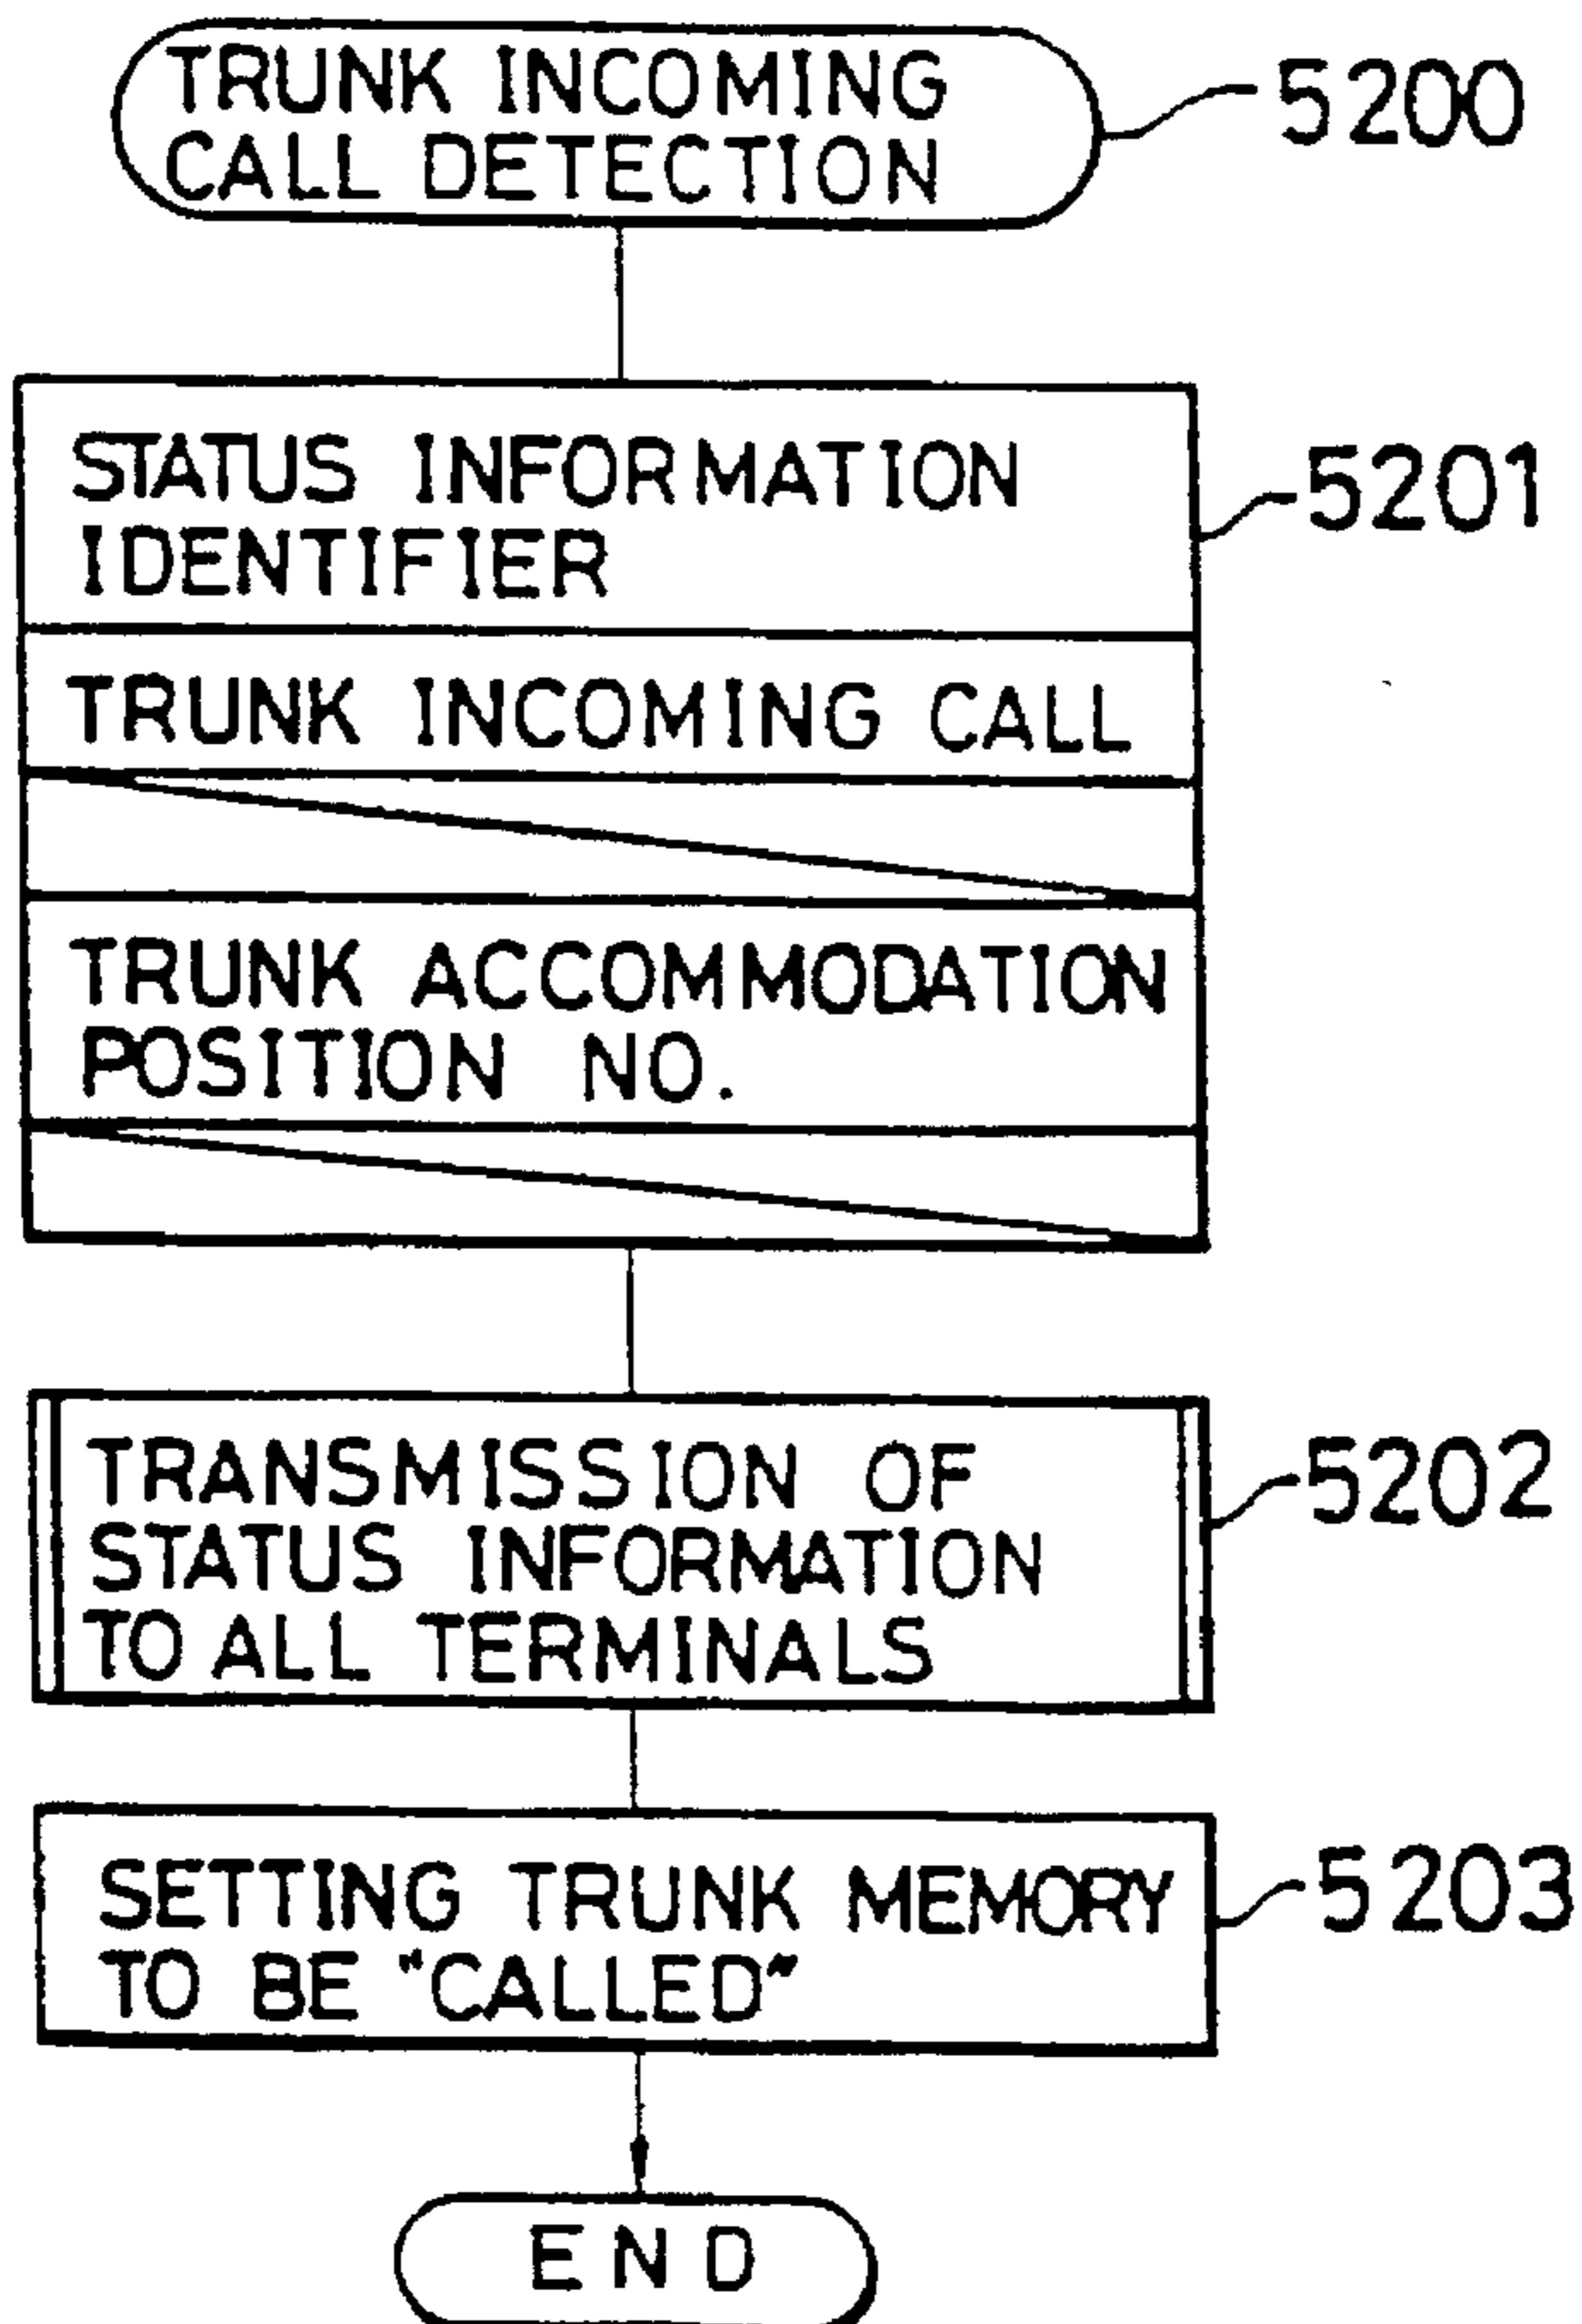 TRUNK INCOMING
CALL DETECTION
5200
STATUS INFORMATION
IDENTIFIER
5201
TRUNK INCOMING CALL
TRUNK ACCOMMODATION
POSITION NO.
TRANSMISSION OF
STATUS INFORMATION
TO ALL TERMINALS
5202
SETTING TRUNK MEMORY
TO BE "CALLED"
5203
END